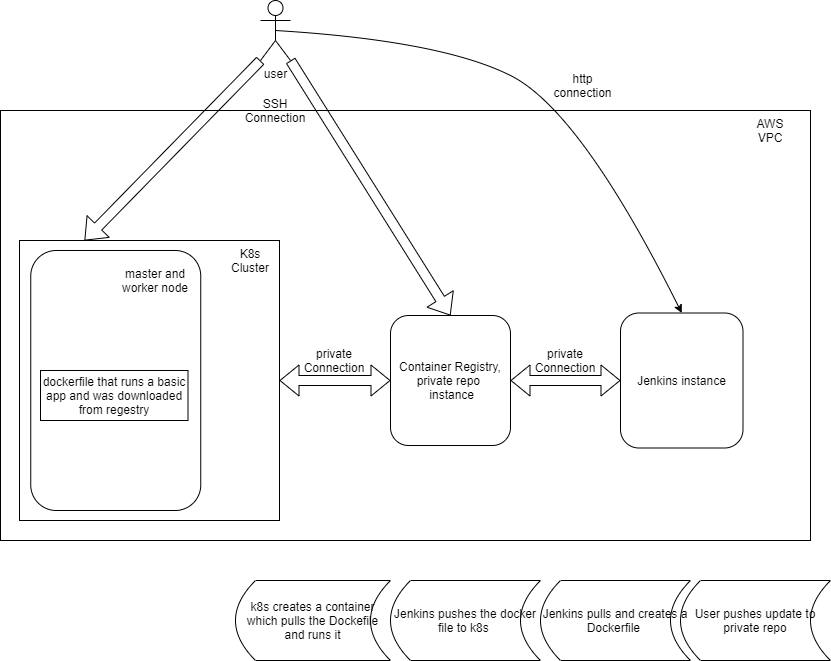 user
http
connection
SSH
Connection
AWS
VPC
K8s
Cluster
master and
worker node
dockerfile that runs a basic
app and was downloaded
from regestry
private
Connection
Container Registry,
private repo
instance
private
Connection
Jenkins instance
k8s creates a container
which pulls the Dockefile
and runs it
Jenkins pushes the docker
file to k8s
Jenkins pulls and creates a
Dockerfile
User pushes update to
private repo